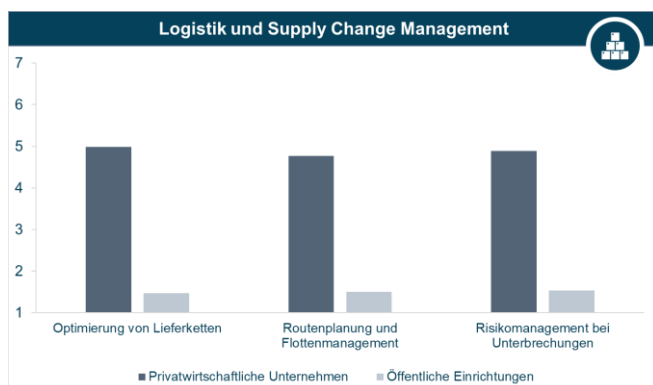 Logistik und Supply Change Management
7
6
5
4
3
2
1
Optimierung von Lieferketten
Routenplanung und
Flottenmanagement
Risikomanagement bei
Unterbrechungen
Privatwirtschaftliche Unternehmen
Öffentliche Einrichtungen